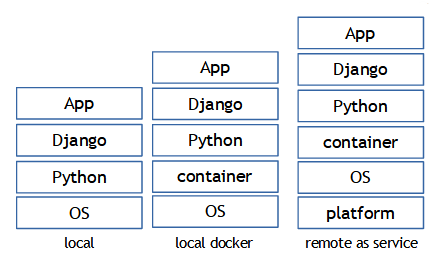 App
Django
Python
OS
local
App
Django
Python
container
OS
local docker
App
Django
Python
container
OS
platform
remote as service